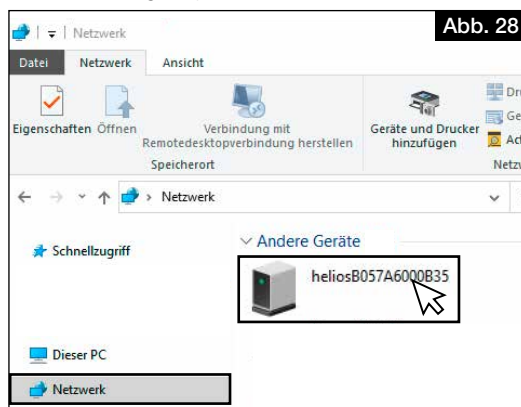 Abb. 28
Netzwerk
Datei Netzwerk Ansicht
Eigenschaften Öffnen Verbindung mit Remotedesktopverbindung herstellen Geräte und Drucker hinzufügen
Speicherort
Netzwerk
Schnellzugriff
Andere Geräte
heliosB057A6000B35
Dieser PC
Netzwerk